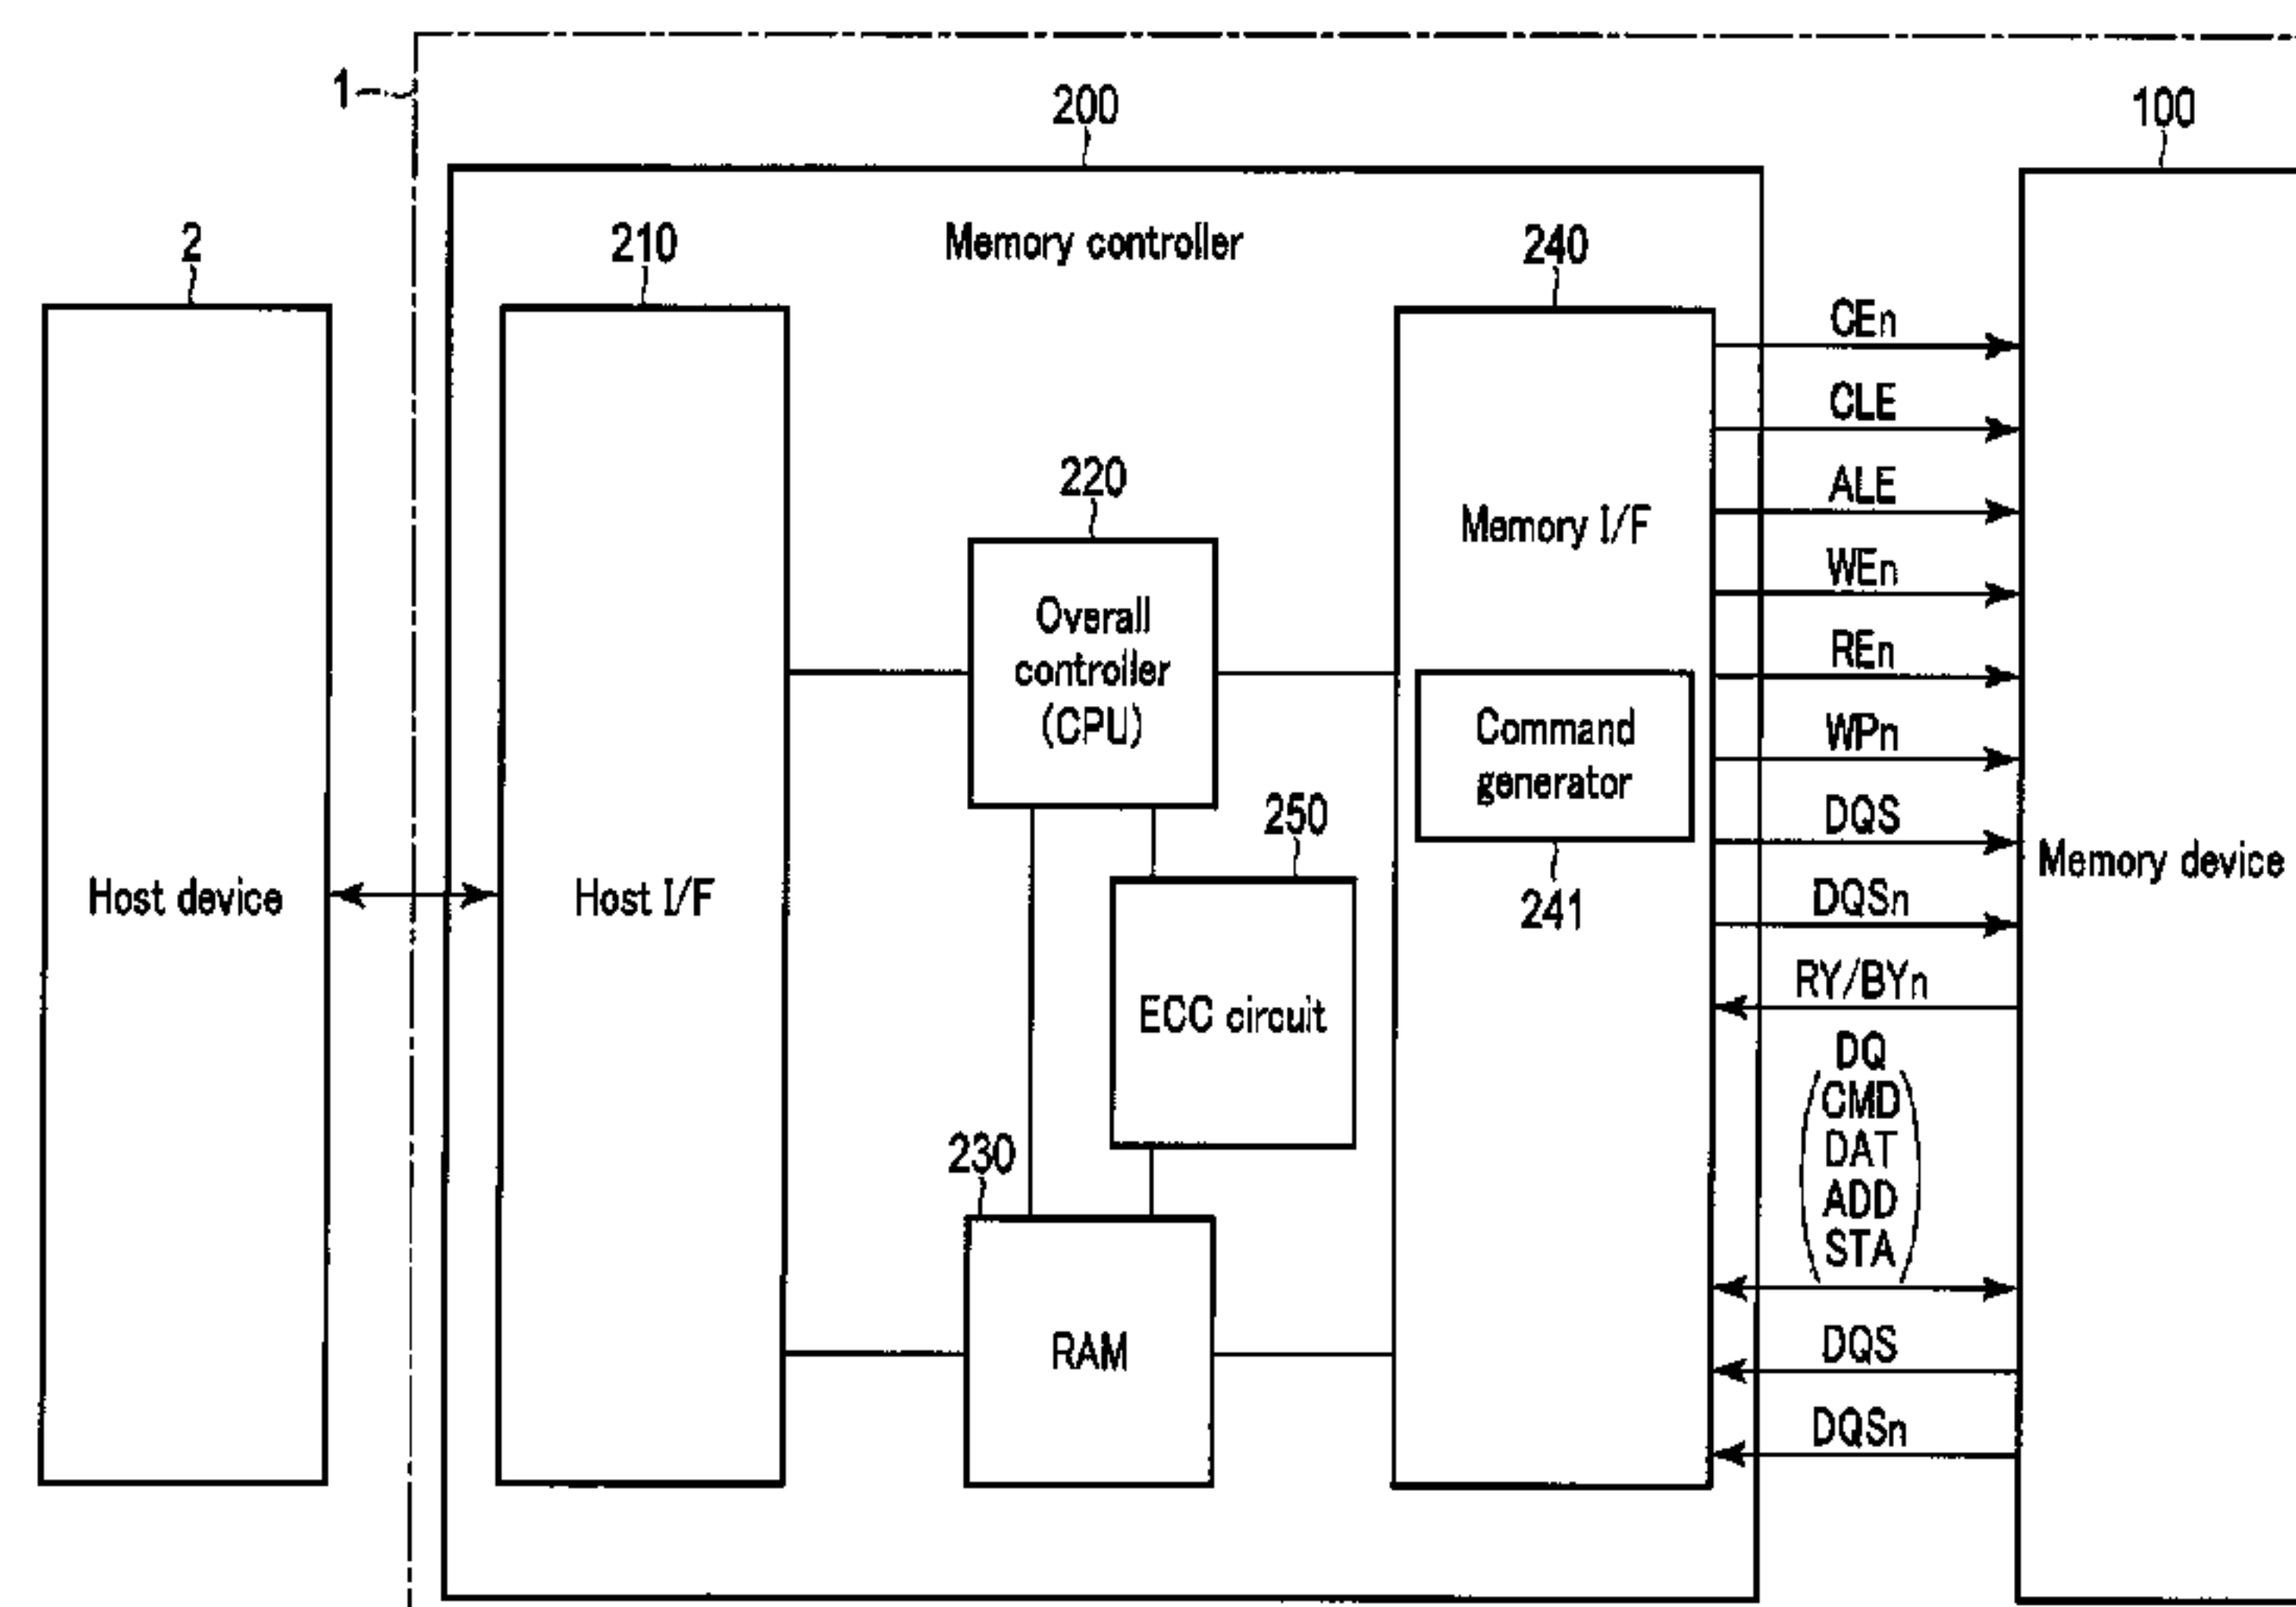 1
200
100
2
210
Memory controller
240
CEn
CLE
220
ALE
Memory I/F
WEn
Overall
controller
(CPU)
REn
Command
generator
WPn
250
DQS
Memory device
Host device
Host I/F
241
DQSn
ECC circuit
RY/BYn
DQ
CMD
DAT
ADD
STA
230
RAM
DQS
DQSn